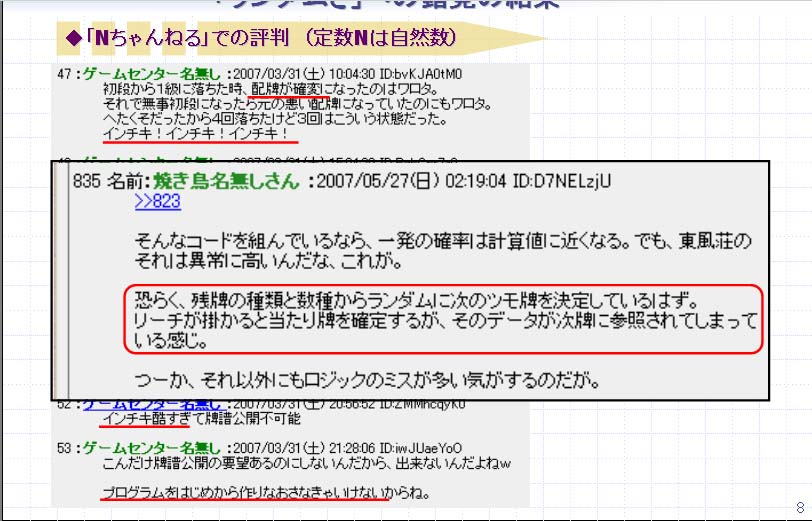 「ランダムさ」への錯覚の結果
◆「Nちゃんねる」での評判 （定数Nは自然数）
47：ゲームセンター名無し：2007/03/31(土) 10:04:30 ID:bvKJA0tM0
初段から1級に落ちた時、配牌が確変になったのはワロタ。
それで無事初段になったら元の悪い配牌になっていたのにもワロタ。
へたくそだったから4回落ちたけど3回はこういう状態だった。
インチキ！インチキ！インチキ！
835 名前：焼き鳥名無しさん ：2007/05/27(日) 02:19:04 ID:D7NELzjU
>>823
そんなコードを組んでいるなら、一発の確率は計算値に近くなる。でも、東風荘の
それは異常に高いんだな、これが。
恐らく、残牌の種類と数種からランダムに次のツモ牌を決定しているはず。
リーチが掛かると当たり牌を確定するが、そのデータが次牌に参照されてしまって
いる感じ。
つーか、それ以外にもロジックのミスが多い気がするのだが。
52：ゲームセンター名無し：2007/03/31(土) 20:56:52
インチキ酷すぎて牌譜公開不可能
53：ゲームセンター名無し：2007/03/31(土) 21:28:06 ID:iwJUaeYo0
こんだけ牌譜公開の要望あるのにしないんだから、出来ないんだよねw
プログラムをはじめから作りなおさなきゃいけないからね。
8